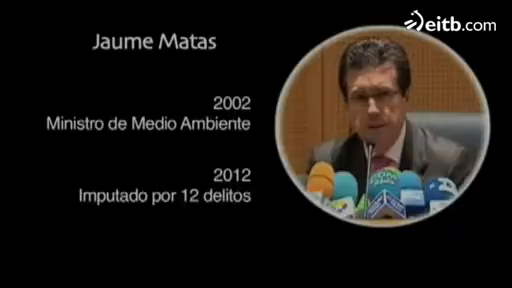 eitb.com
Jaume Matas
2002
Ministro de Medio Ambiente
2012
Imputado por 12 delitos